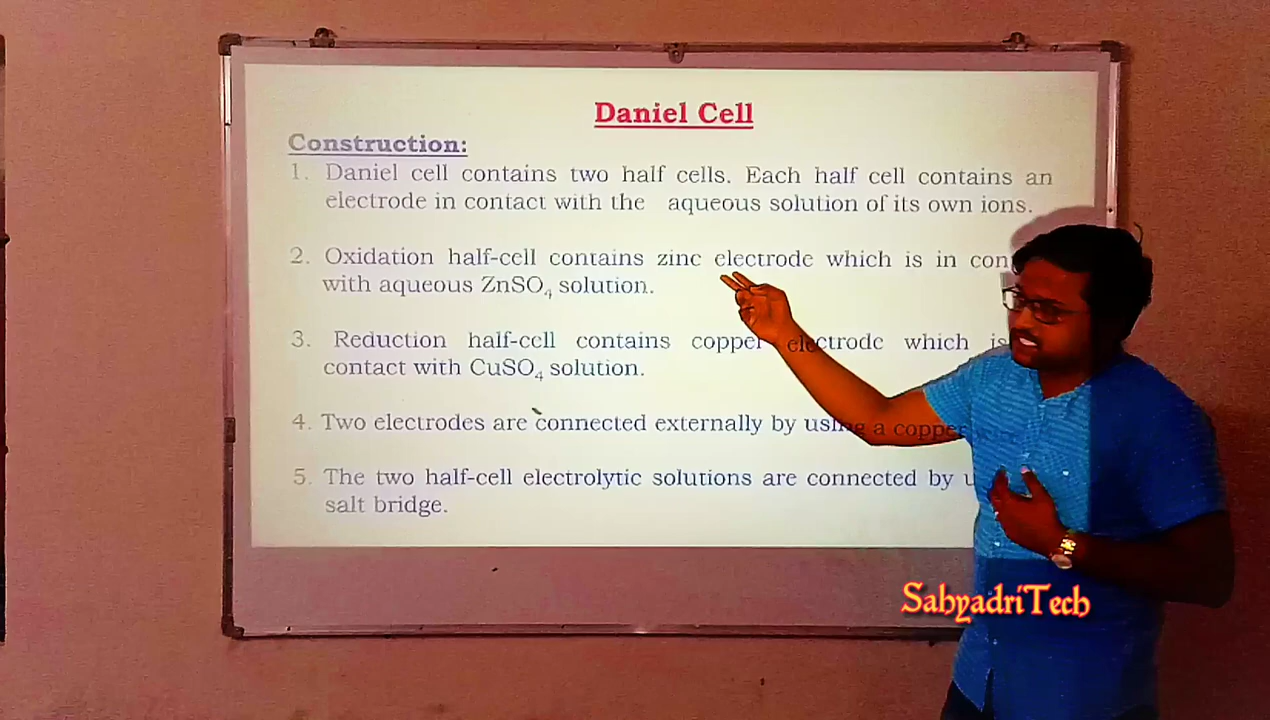 Daniel Cell
Construction:
1. Daniel cell contains two half cells. Each half cell contains an
electrode in contact with the aqueous solution of its own ions.
2. Oxidation half-cell contains zinc electrode which is in
with aqueous ZnSO₄ solution.
3. Reduction half-cell contains copper electrode which is
contact with CuSO₄ solution.
4. Two electrodes are connected externally by using a copper
5. The two half-cell electrolytic solutions are connected by
salt bridge.
SahyadriTech